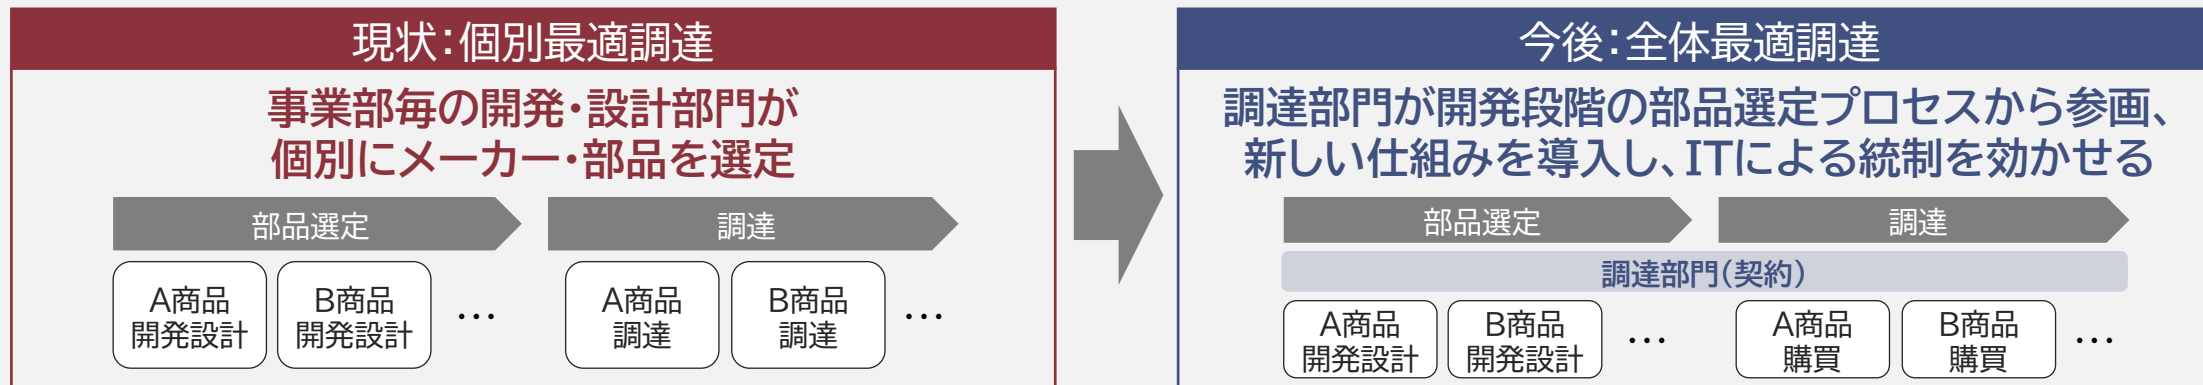 現状：個別最適調達
事業部毎の開発・設計部門が
個別にメーカー・部品を選定
部品選定
調達
A商品
開発設計
B商品
開発設計
…
A商品
調達
B商品
調達
…
今後：全体最適調達
調達部門が開発段階の部品選定プロセスから参画、
新しい仕組みを導入し、ITによる統制を効かせる
部品選定
調達
調達部門（契約）
A商品
開発設計
B商品
開発設計
…
A商品
購買
B商品
購買
…